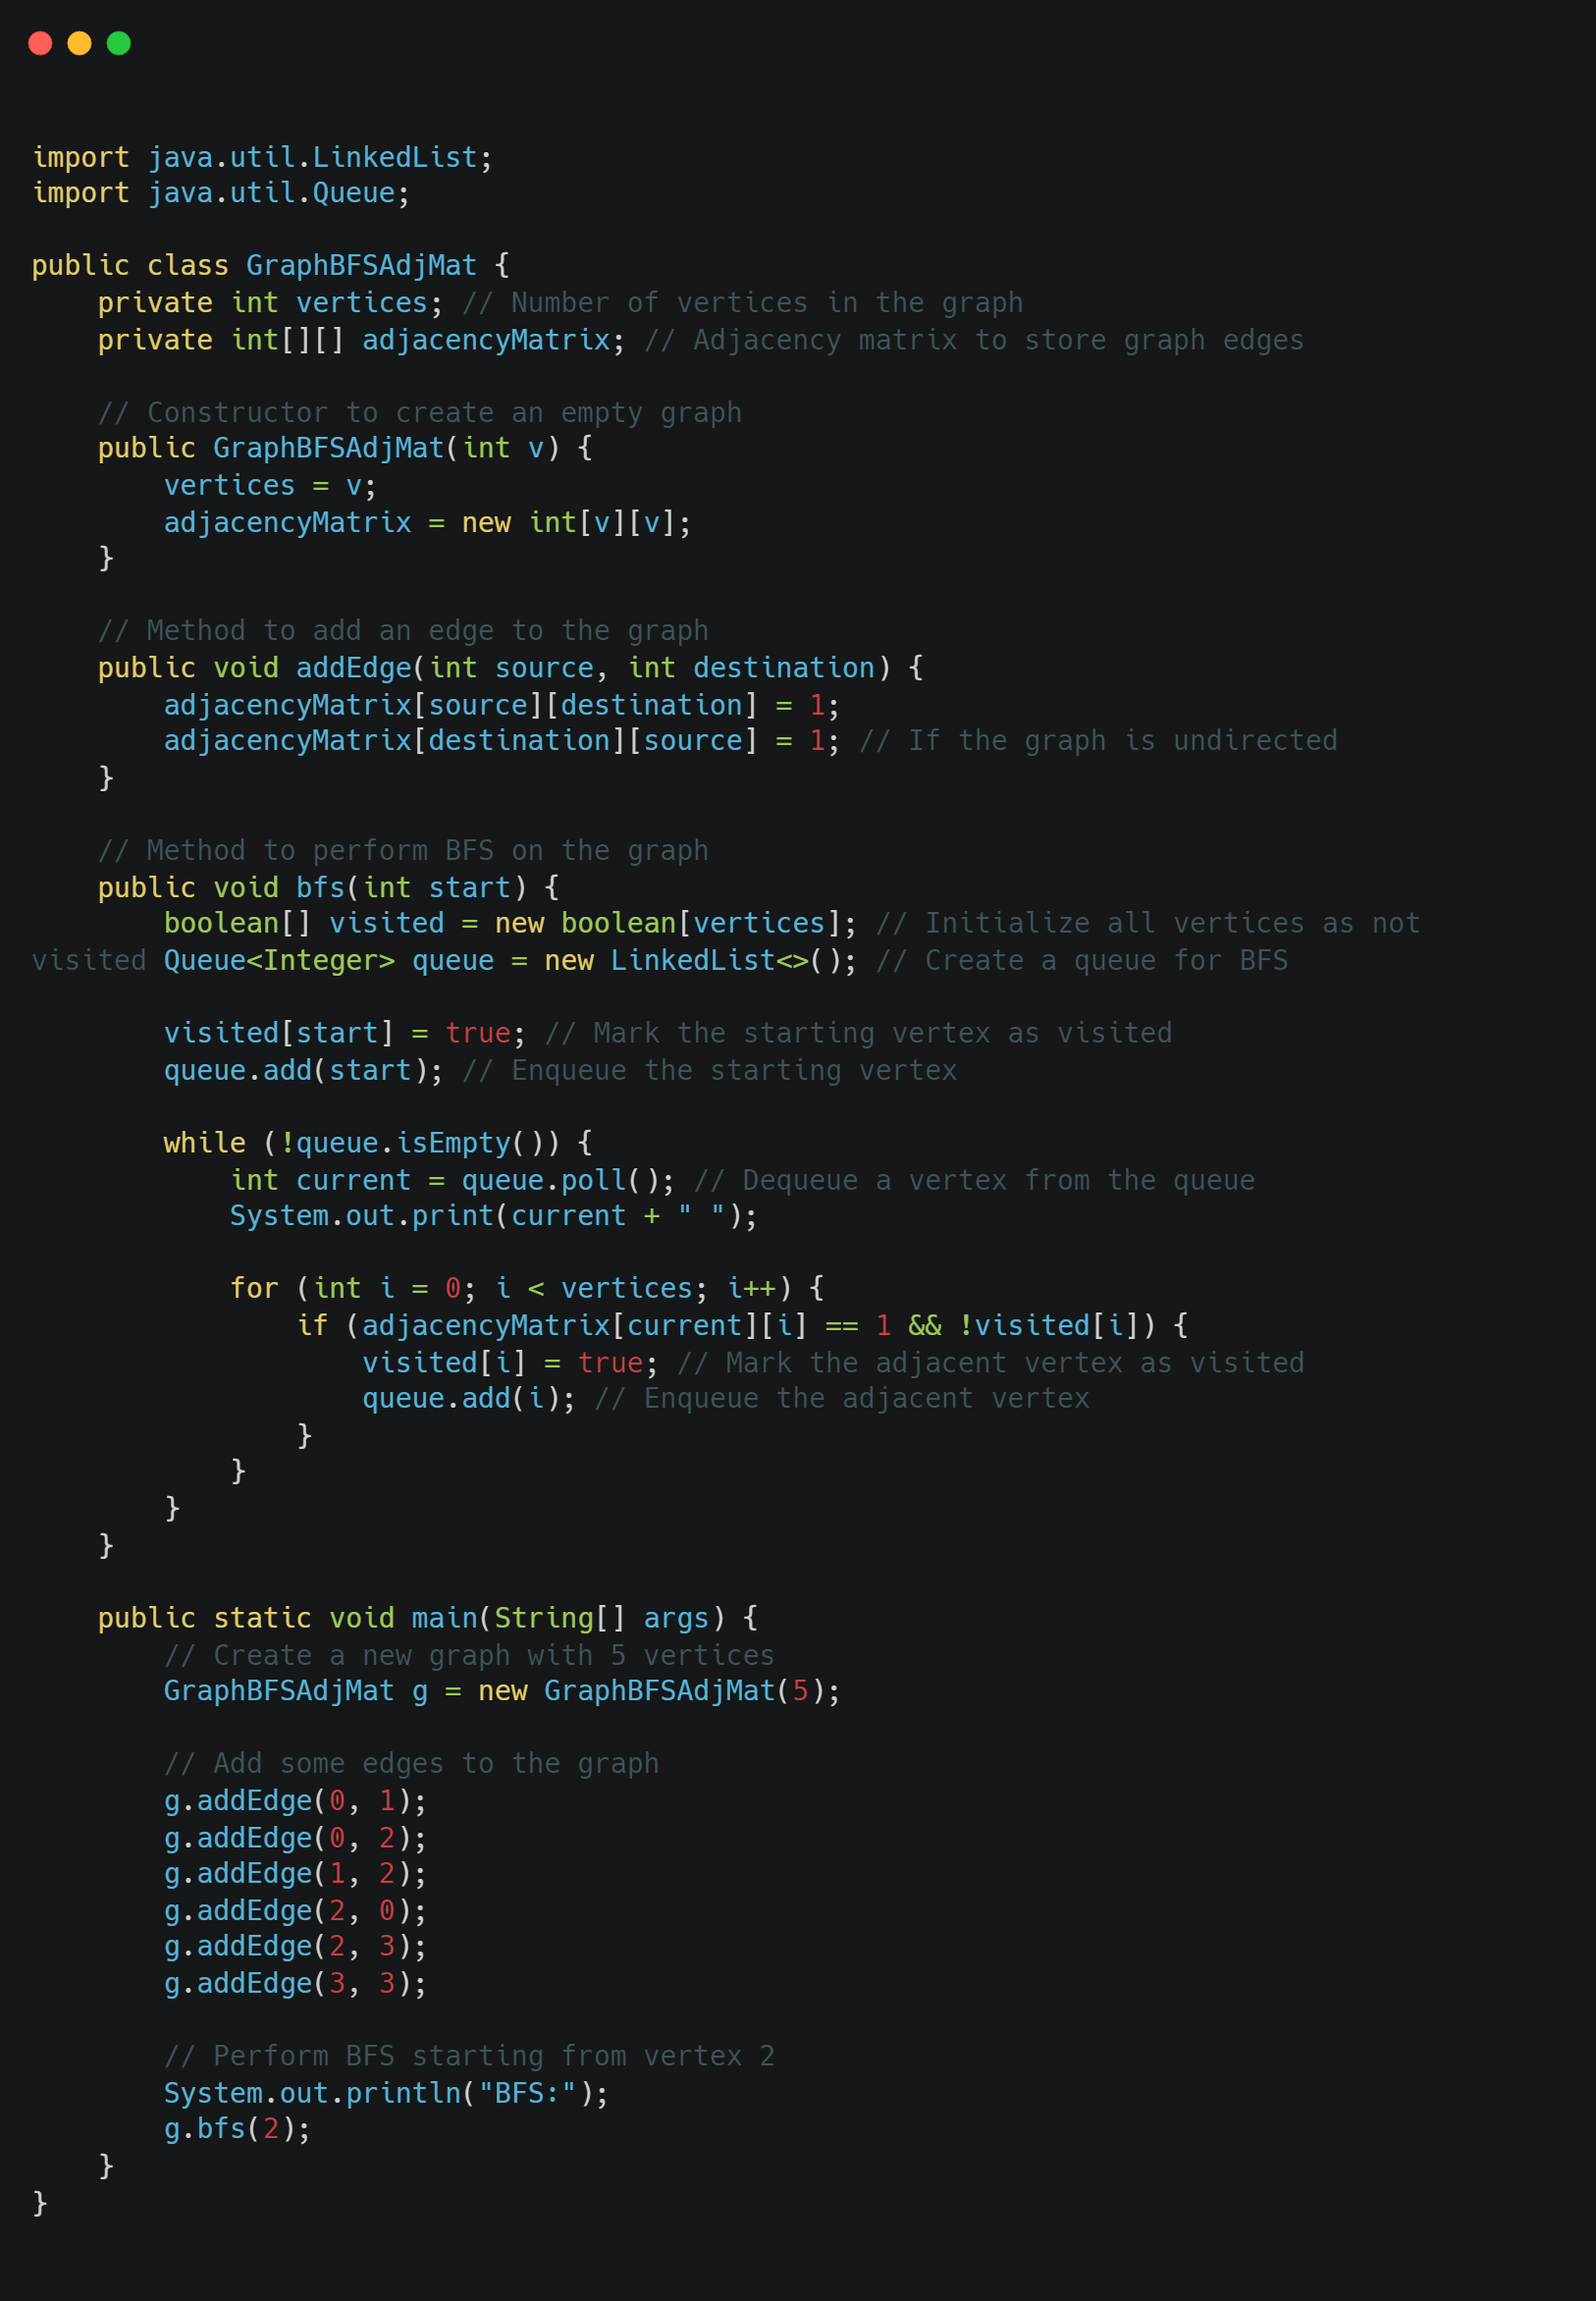 import java.util.LinkedList;
import java.util.Queue;

public class GraphBFSAdjMat {
    private int vertices; // Number of vertices in the graph
    private int[][] adjacencyMatrix; // Adjacency matrix to store graph edges

    // Constructor to create an empty graph
    public GraphBFSAdjMat(int v) {
        vertices = v;
        adjacencyMatrix = new int[v][v];
    }

    // Method to add an edge to the graph
    public void addEdge(int source, int destination) {
        adjacencyMatrix[source][destination] = 1;
        adjacencyMatrix[destination][source] = 1; // If the graph is undirected
    }

    // Method to perform BFS on the graph
    public void bfs(int start) {
        boolean[] visited = new boolean[vertices]; // Initialize all vertices as not
visited Queue<Integer> queue = new LinkedList<>(); // Create a queue for BFS

        visited[start] = true; // Mark the starting vertex as visited
        queue.add(start); // Enqueue the starting vertex

        while (!queue.isEmpty()) {
            int current = queue.poll(); // Dequeue a vertex from the queue
            System.out.print(current + " ");

            for (int i = 0; i < vertices; i++) {
                if (adjacencyMatrix[current][i] == 1 && !visited[i]) {
                    visited[i] = true; // Mark the adjacent vertex as visited
                    queue.add(i); // Enqueue the adjacent vertex
                }
            }
        }
    }

    public static void main(String[] args) {
        // Create a new graph with 5 vertices
        GraphBFSAdjMat g = new GraphBFSAdjMat(5);

        // Add some edges to the graph
        g.addEdge(0, 1);
        g.addEdge(0, 2);
        g.addEdge(1, 2);
        g.addEdge(2, 0);
        g.addEdge(2, 3);
        g.addEdge(3, 3);

        // Perform BFS starting from vertex 2
        System.out.println("BFS:");
        g.bfs(2);
    }
}